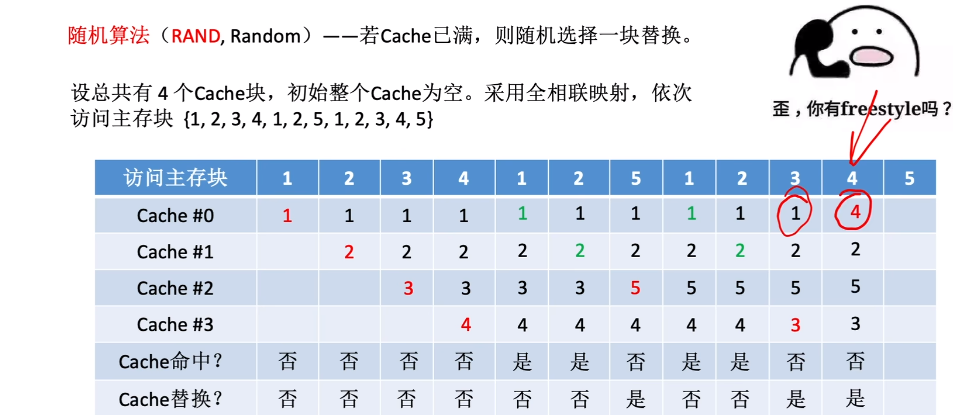 随机算法（RAND, Random）——若Cache已满，则随机选择一块替换。
设总共有 4 个Cache块，初始整个Cache为空。采用全相联映射，依次
访问主存块 {1, 2, 3, 4, 1, 2, 5, 1, 2, 3, 4, 5}
歪，你有freestyle吗？
访问主存块 1 2 3 4 1 2 5 1 2 3 4 5
Cache #0 1 1 1 1 1 1 1 1 1 1 4
Cache #1 2 2 2 2 2 2 2 2 2 2
Cache #2 3 3 3 3 5 5 5 5 5
Cache #3 4 4 4 4 4 4 3 3
Cache命中？ 否 否 否 否 是 是 否 是 是 否 否
Cache替换？ 否 否 否 否 否 否 是 否 否 是 是